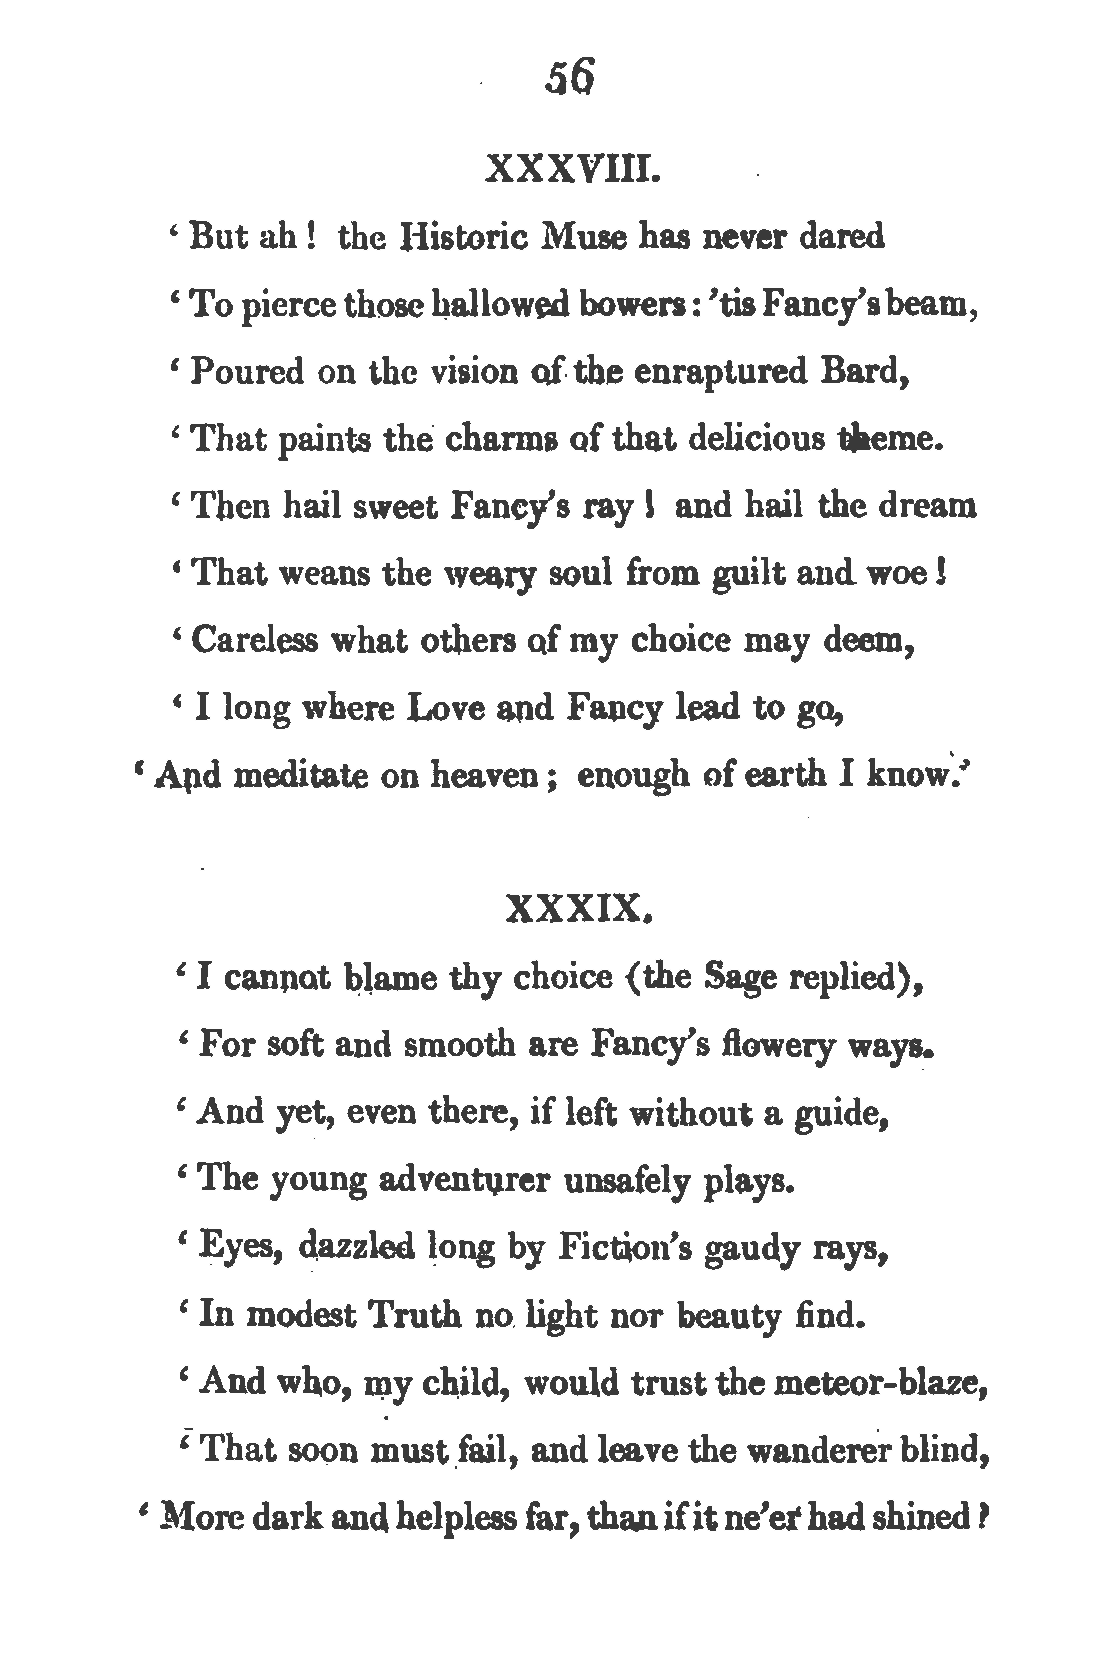 56
XXXVIII.
‘ But ah ! the Historic Muse has never dared
‘ To pierce those hallowed bowers : ’tis Fancy’s beam,
‘ Poured on the vision of the enraptured Bard,
‘ That paints the charms of that delicious theme.
‘ Then hail sweet Fancy’s ray ! and hail the dream
‘ That weans the weary soul from guilt and woe !
‘ Careless what others of my choice may deem,
‘ I long where Love and Fancy lead to go,
‘ And meditate on heaven ; enough of earth I know.’
XXXIX.
‘ I cannot blame thy choice (the Sage replied),
‘ For soft and smooth are Fancy’s flowery ways.
‘ And yet, even there, if left without a guide,
‘ The young adventurer unsafely plays.
‘ Eyes, dazzled long by Fiction’s gaudy rays,
‘ In modest Truth no light nor beauty find.
‘ And who, my child, would trust the meteor-blaze,
‘ That soon must fail, and leave the wanderer blind,
‘ More dark and helpless far, than if it ne’er had shined ?